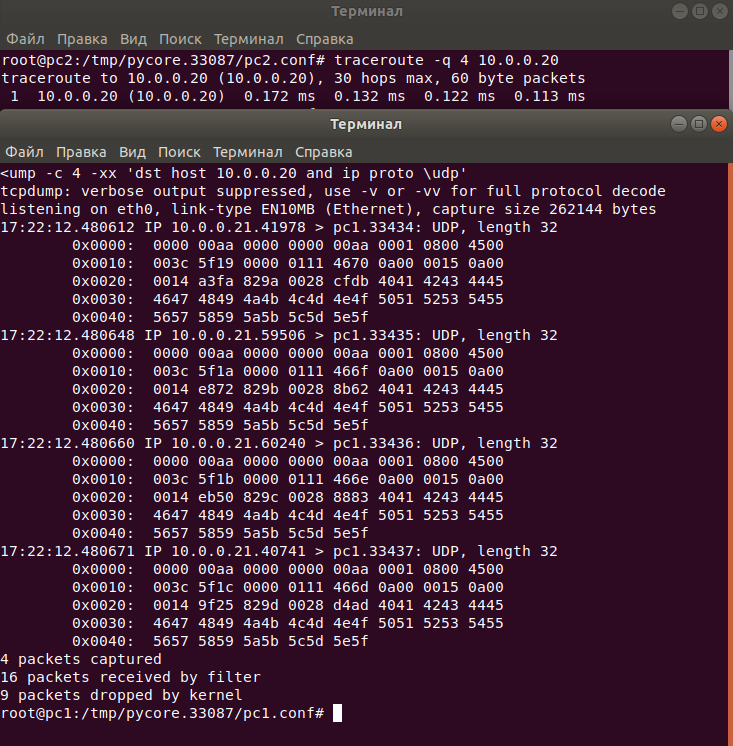 Терминал
Файл Правка Вид Поиск Терминал Справка
root@pc2:/tmp/pycore.33087/pc2.conf# traceroute -q 4 10.0.0.20
traceroute to 10.0.0.20 (10.0.0.20), 30 hops max, 60 byte packets
 1  10.0.0.20 (10.0.0.20)  0.172 ms  0.132 ms  0.122 ms  0.113 ms
Терминал
Файл Правка Вид Поиск Терминал Справка
<ump -c 4 -xx 'dst host 10.0.0.20 and ip proto \udp'
tcpdump: verbose output suppressed, use -v or -vv for full protocol decode
listening on eth0, link-type EN10MB (Ethernet), capture size 262144 bytes
17:22:12.480612 IP 10.0.0.21.41978 > pc1.33434: UDP, length 32
        0x0000:  0000 00aa 0000 0000 00aa 0001 0800 4500
        0x0010:  003c 5f19 0000 0111 4670 0a00 0015 0a00
        0x0020:  0014 a3fa 829a 0028 cfdb 4041 4243 4445
        0x0030:  4647 4849 4a4b 4c4d 4e4f 5051 5253 5455
        0x0040:  5657 5859 5a5b 5c5d 5e5f
17:22:12.480648 IP 10.0.0.21.59506 > pc1.33435: UDP, length 32
        0x0000:  0000 00aa 0000 0000 00aa 0001 0800 4500
        0x0010:  003c 5f1a 0000 0111 466f 0a00 0015 0a00
        0x0020:  0014 e872 829b 0028 8b62 4041 4243 4445
        0x0030:  4647 4849 4a4b 4c4d 4e4f 5051 5253 5455
        0x0040:  5657 5859 5a5b 5c5d 5e5f
17:22:12.480660 IP 10.0.0.21.60240 > pc1.33436: UDP, length 32
        0x0000:  0000 00aa 0000 0000 00aa 0001 0800 4500
        0x0010:  003c 5f1b 0000 0111 466e 0a00 0015 0a00
        0x0020:  0014 eb50 829c 0028 8883 4041 4243 4445
        0x0030:  4647 4849 4a4b 4c4d 4e4f 5051 5253 5455
        0x0040:  5657 5859 5a5b 5c5d 5e5f
17:22:12.480671 IP 10.0.0.21.40741 > pc1.33437: UDP, length 32
        0x0000:  0000 00aa 0000 0000 00aa 0001 0800 4500
        0x0010:  003c 5f1c 0000 0111 466d 0a00 0015 0a00
        0x0020:  0014 9f25 829d 0028 d4ad 4041 4243 4445
        0x0030:  4647 4849 4a4b 4c4d 4e4f 5051 5253 5455
        0x0040:  5657 5859 5a5b 5c5d 5e5f
4 packets captured
16 packets received by filter
9 packets dropped by kernel
root@pc1:/tmp/pycore.33087/pc1.conf#